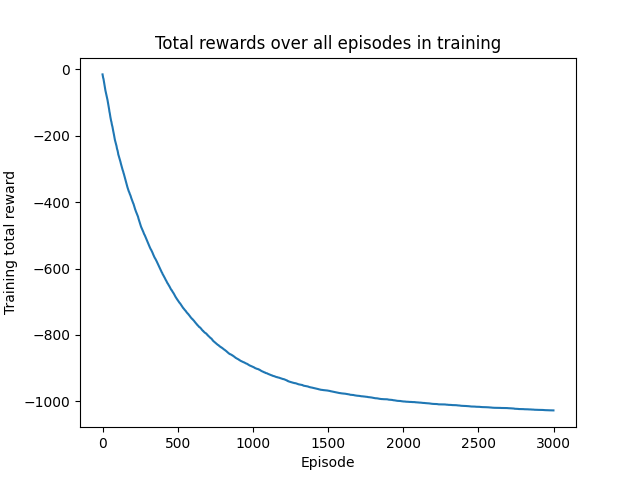 Total rewards over all episodes in training
0
−200
−400
−600
−800
−1000
Training total reward
0 500 1000 1500 2000 2500 3000
Episode